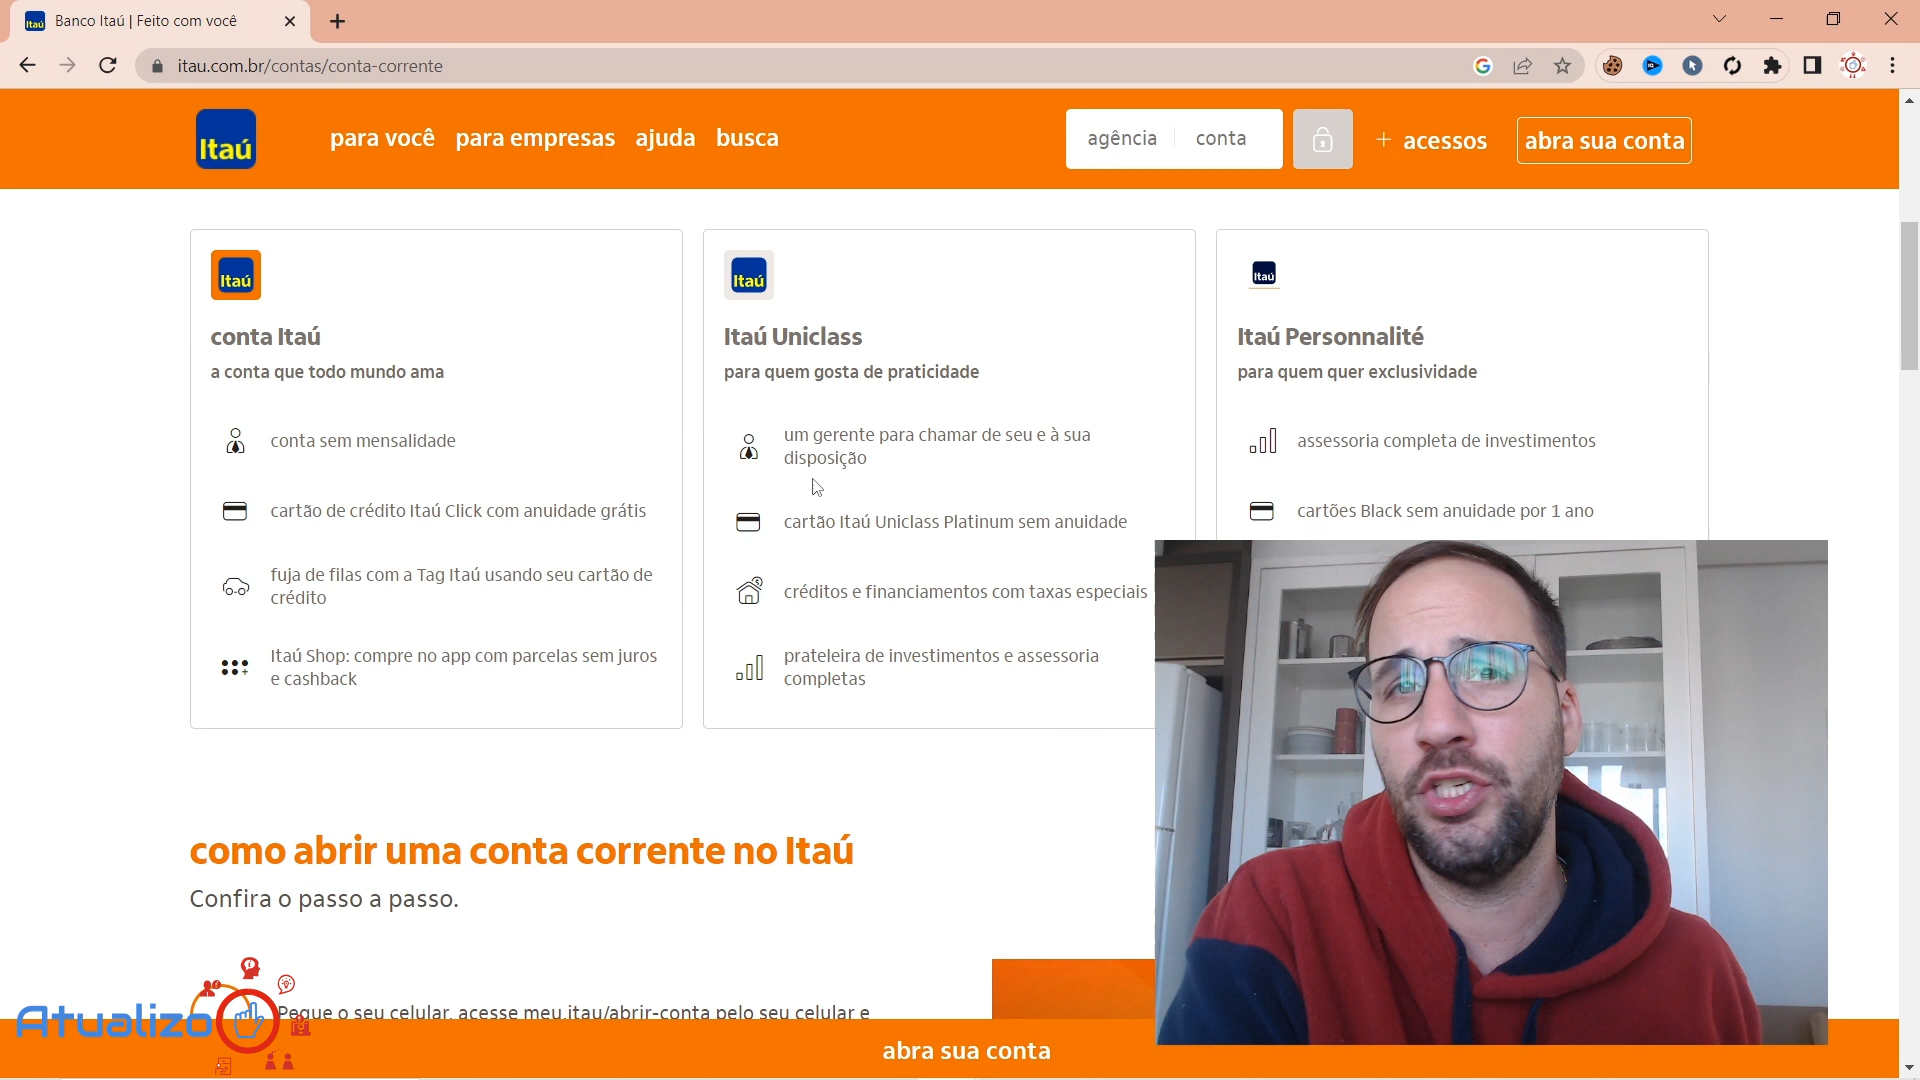 Itaú Banco Itaú | Feito com você
itau.com.br/contas/conta-corrente
Itaú
para você para empresas ajuda busca
agência conta
+ acessos
abra sua conta
Itaú
conta Itaú
a conta que todo mundo ama
conta sem mensalidade
cartão de crédito Itaú Click com anuidade grátis
fuja de filas com a Tag Itaú usando seu cartão de
crédito
Itaú Shop: compre no app com parcelas sem juros
e cashback
Itaú
Itaú Uniclass
para quem gosta de praticidade
um gerente para chamar de seu e à sua
disposição
cartão Itaú Uniclass Platinum sem anuidade
créditos e financiamentos com taxas especiais
prateleira de investimentos e assessoria
completas
Itaú
Itaú Personnalité
para quem quer exclusividade
assessoria completa de investimentos
cartões Black sem anuidade por 1 ano
como abrir uma conta corrente no Itaú
Confira o passo a passo.
Pegue o seu celular, acesse meu.itau/abrir-conta pelo seu celular e
Atualizo
abra sua conta